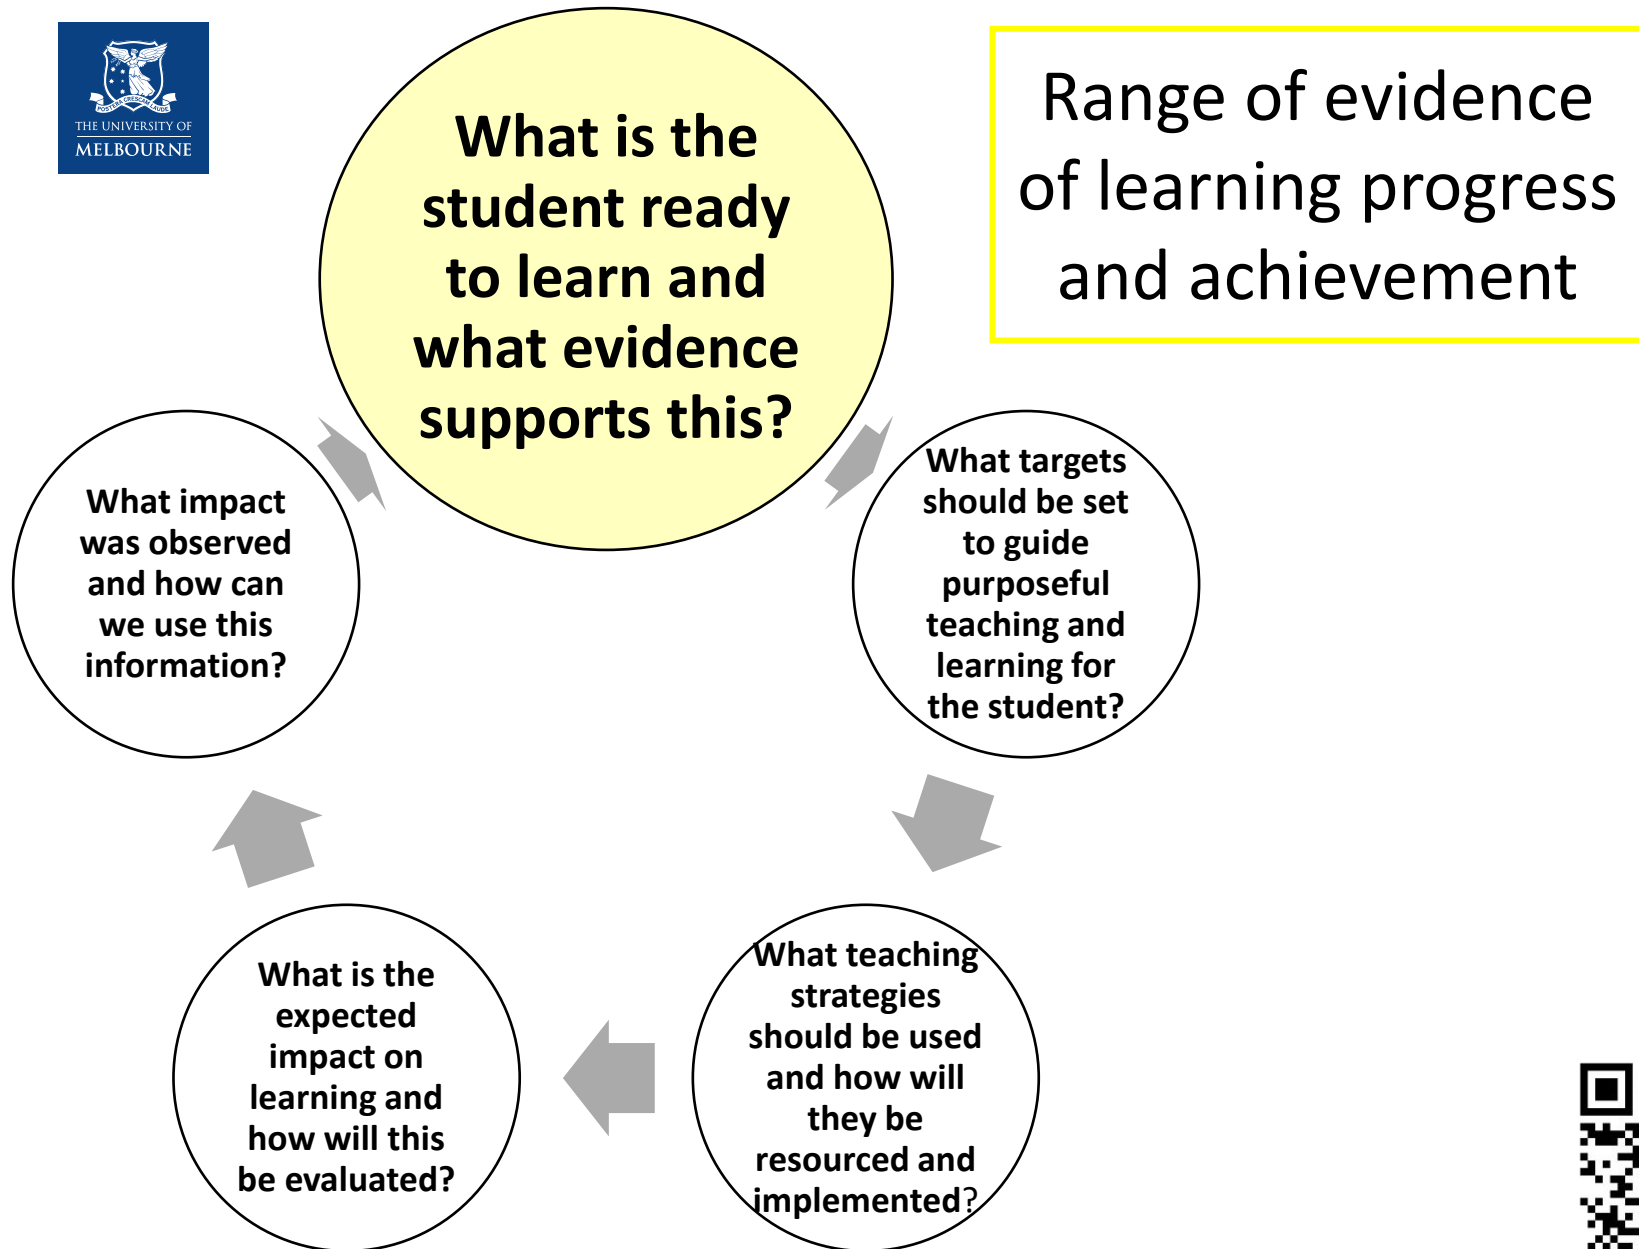 POSTERA CRESCAM LAUDE
THE UNIVERSITY OF
MELBOURNE
What is the
student ready
to learn and
what evidence
supports this?
Range of evidence
of learning progress
and achievement
What targets
should be set
to guide
purposeful
teaching and
learning for
the student?
What teaching
strategies
should be used
and how will
they be
resourced and
implemented?
What is the
expected
impact on
learning and
how will this
be evaluated?
What impact
was observed
and how can
we use this
information?